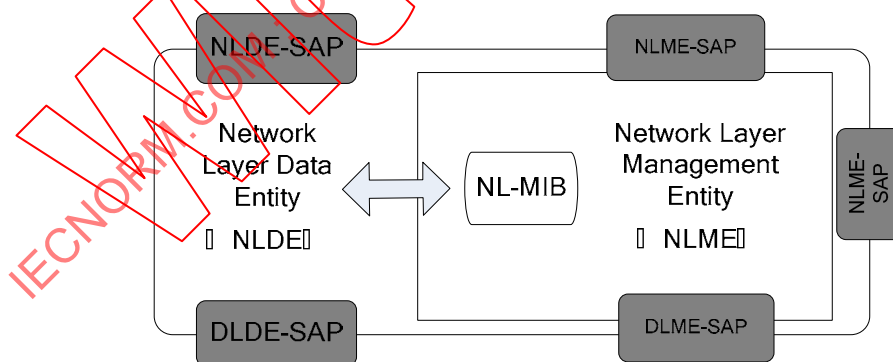 NLDE-SAP
NLME-SAP
Network
Layer Data
Entity
▯ NLDE▯
NL-MIB
Network Layer
Management
Entity
▯ NLME▯
NLME-
SAP
DLDE-SAP
DLME-SAP
IECNORM.COM